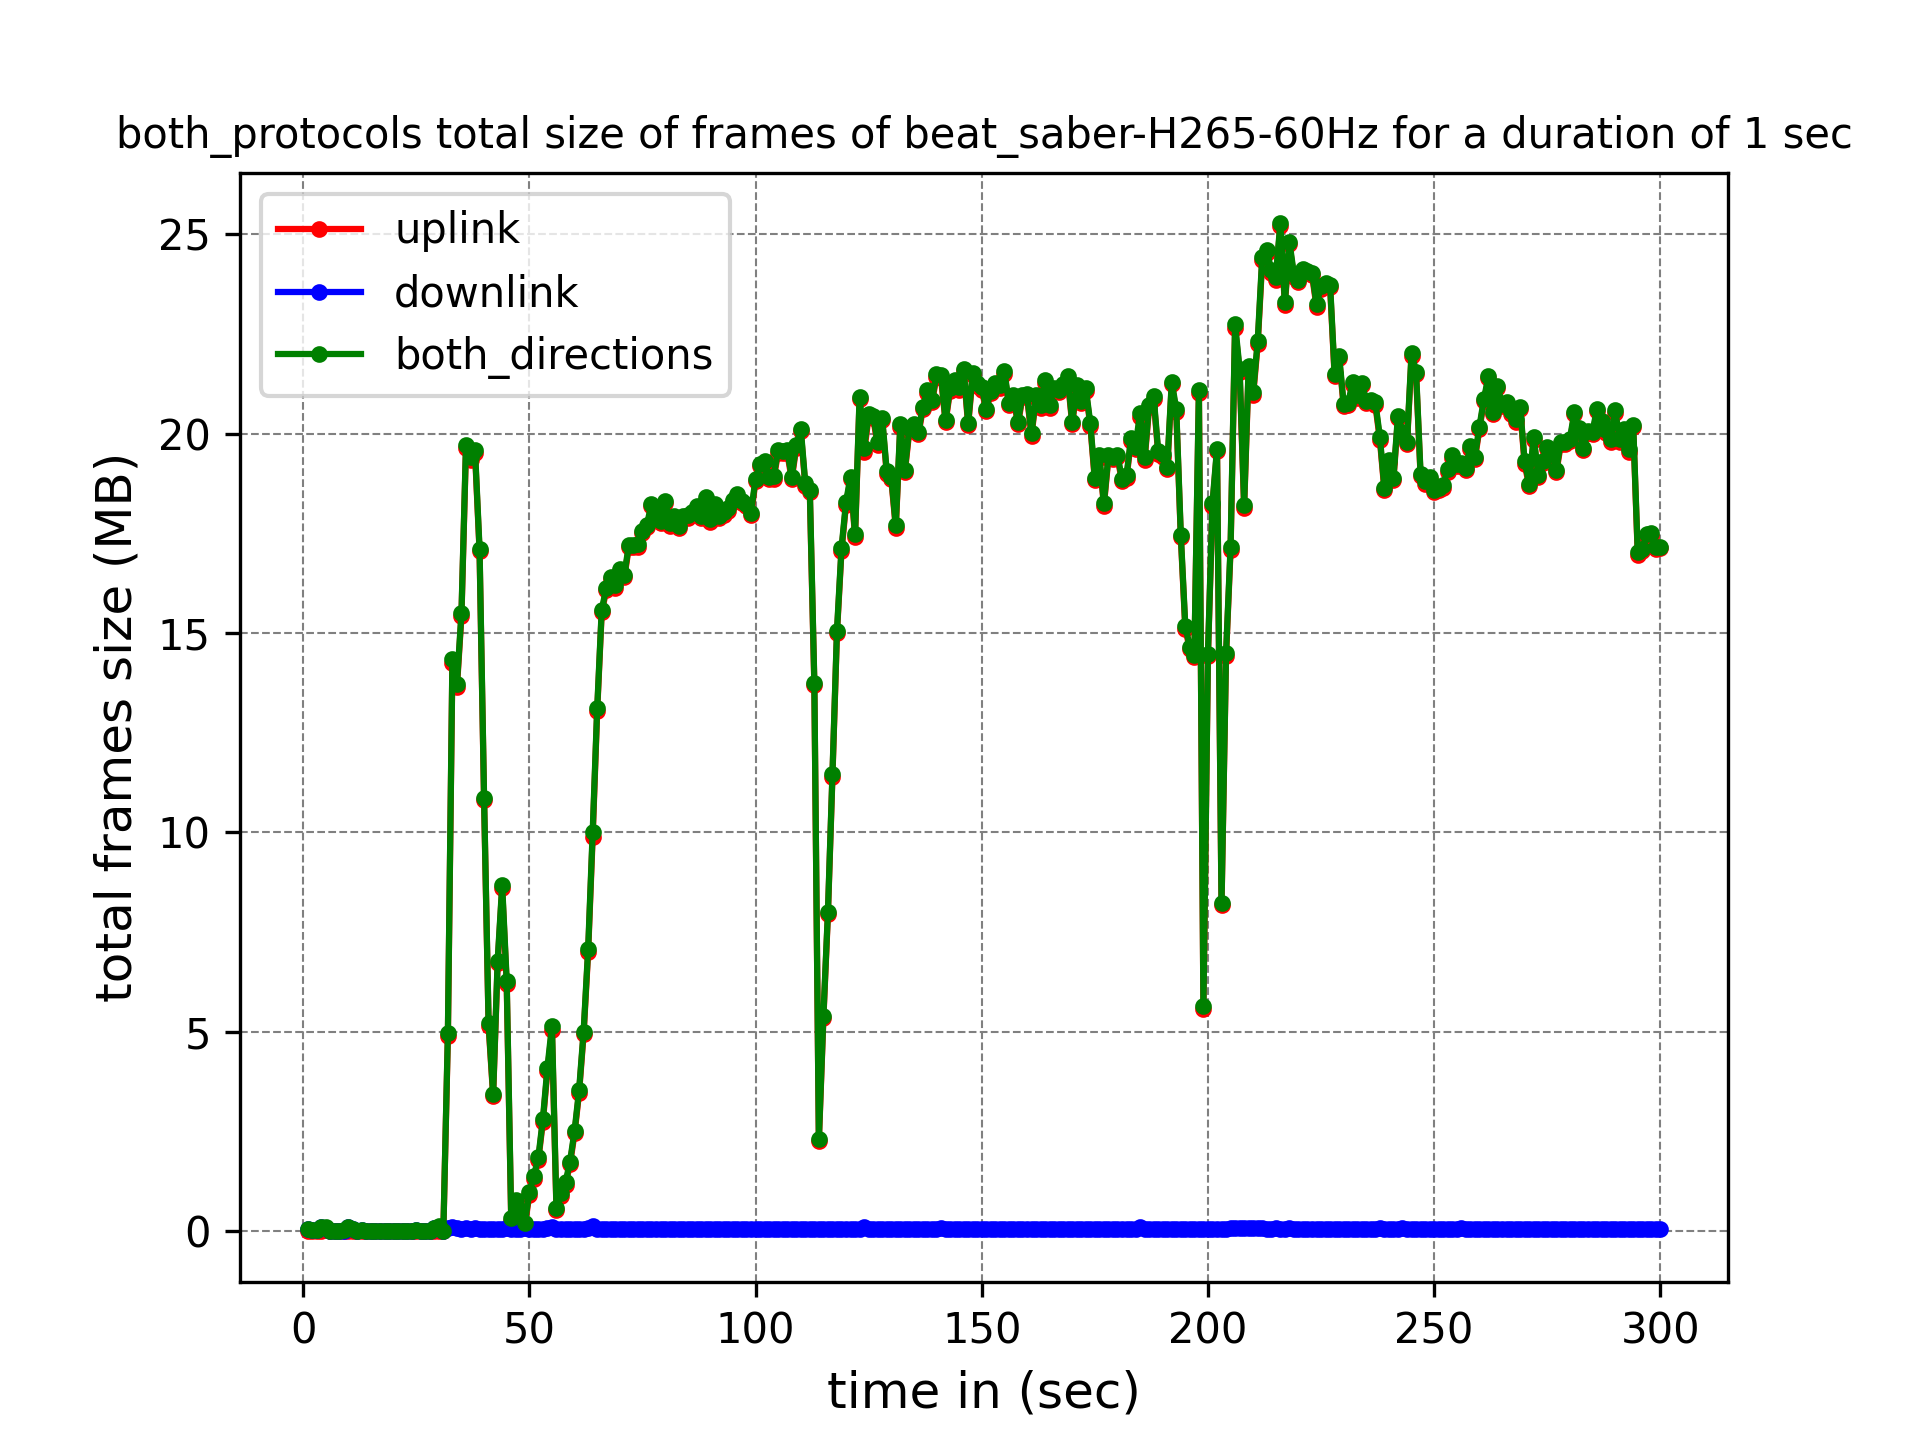 both_protocols total size of frames of beat_saber-H265-60Hz for a duration of 1 sec
uplink
downlink
both_directions
total frames size (MB)
25
20
15
10
5
0
0 50 100 150 200 250 300
time in (sec)